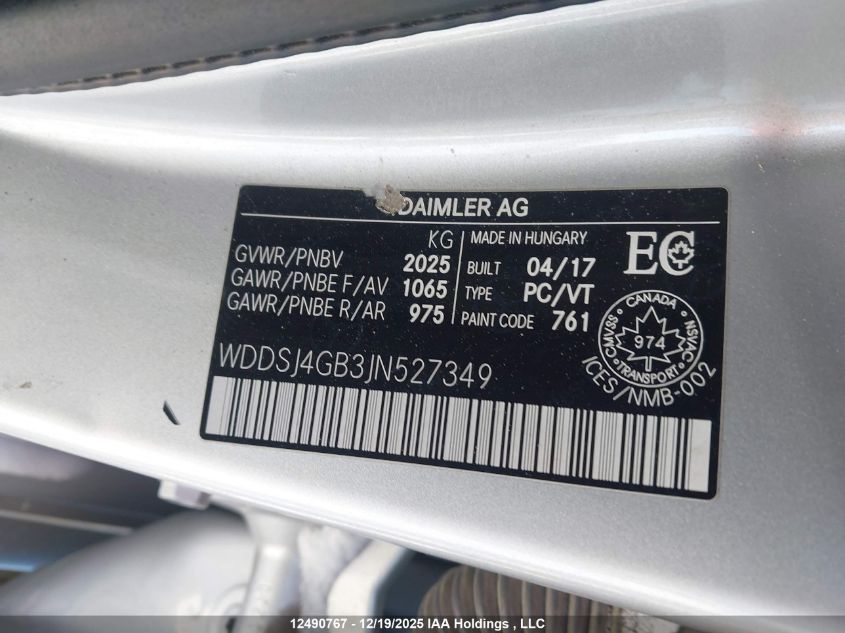 DAIMLER AG
KG
GVWR/PNBV 2025
GAWR/PNBE F/AV 1065
GAWR/PNBE R/AR 975
MADE IN HUNGARY
BUILT 04/17
TYPE PC/VT
PAINT CODE 761
EC
CANADA
CMVSS 974 NSVAC
TRANSPORT
ICES/NMB-002
WDDSJ4GB3JN527349
12490767 - 12/19/2025 IAA Holdings , LLC